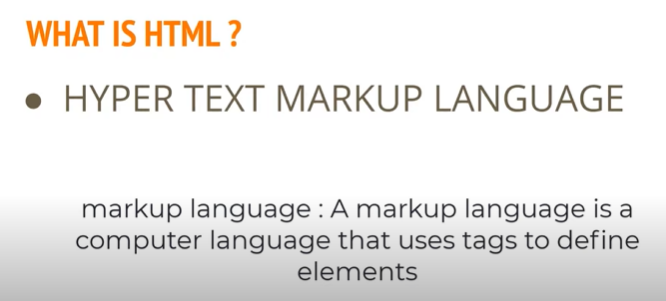 WHAT IS HTML ?
● HYPER TEXT MARKUP LANGUAGE
markup language : A markup language is a
computer language that uses tags to define
elements